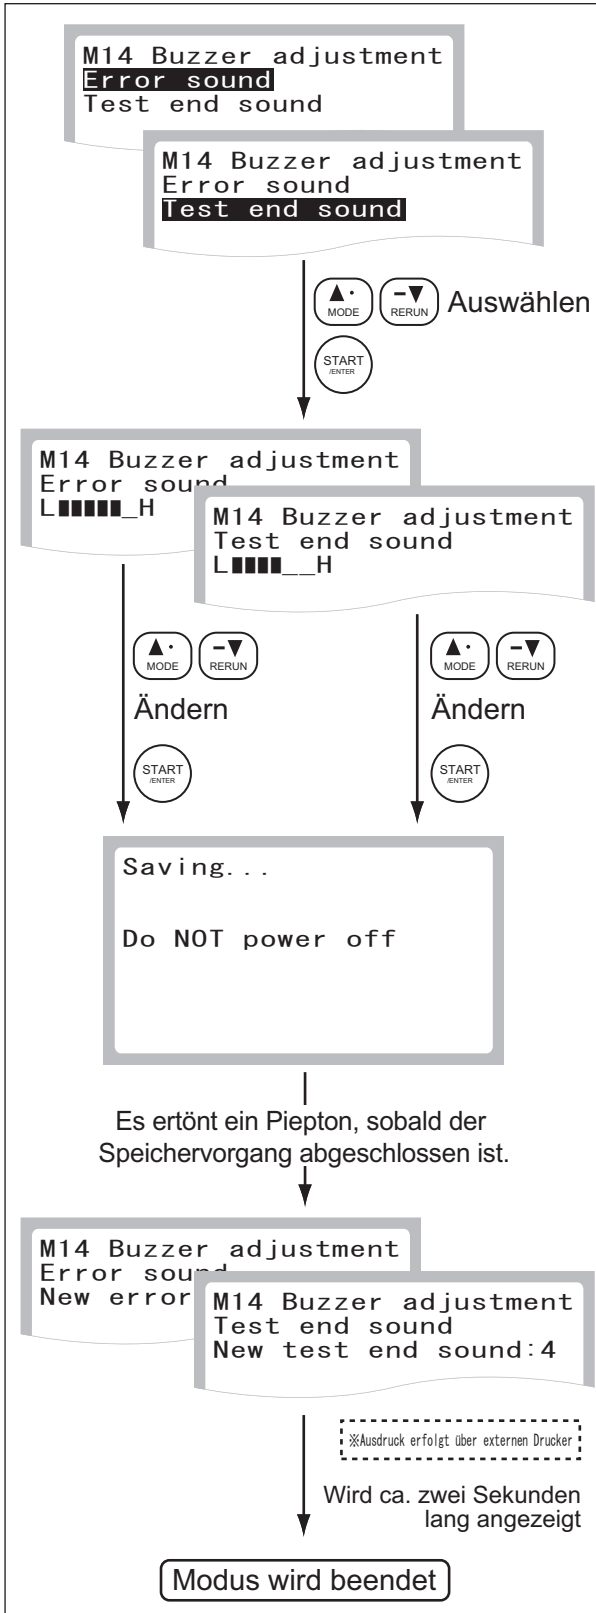 M14 Buzzer adjustment
Error sound
Test end sound
M14 Buzzer adjustment
Error sound
Test end sound
▲· MODE
−▼ RERUN
Auswählen
START
/ENTER
M14 Buzzer adjustment
Error sound
L▮▮▮▮▮_H
M14 Buzzer adjustment
Test end sound
L▮▮▮▮__H
▲· MODE
−▼ RERUN
Ändern
START
/ENTER
▲· MODE
−▼ RERUN
Ändern
START
/ENTER
Saving...
Do NOT power off
Es ertönt ein Piepton, sobald der
Speichervorgang abgeschlossen ist.
M14 Buzzer adjustment
Error
New error
M14 Buzzer adjustment
Test end sound
New test end sound:4
※Ausdruck erfolgt über externen Drucker
Wird ca. zwei Sekunden
lang angezeigt
Modus wird beendet